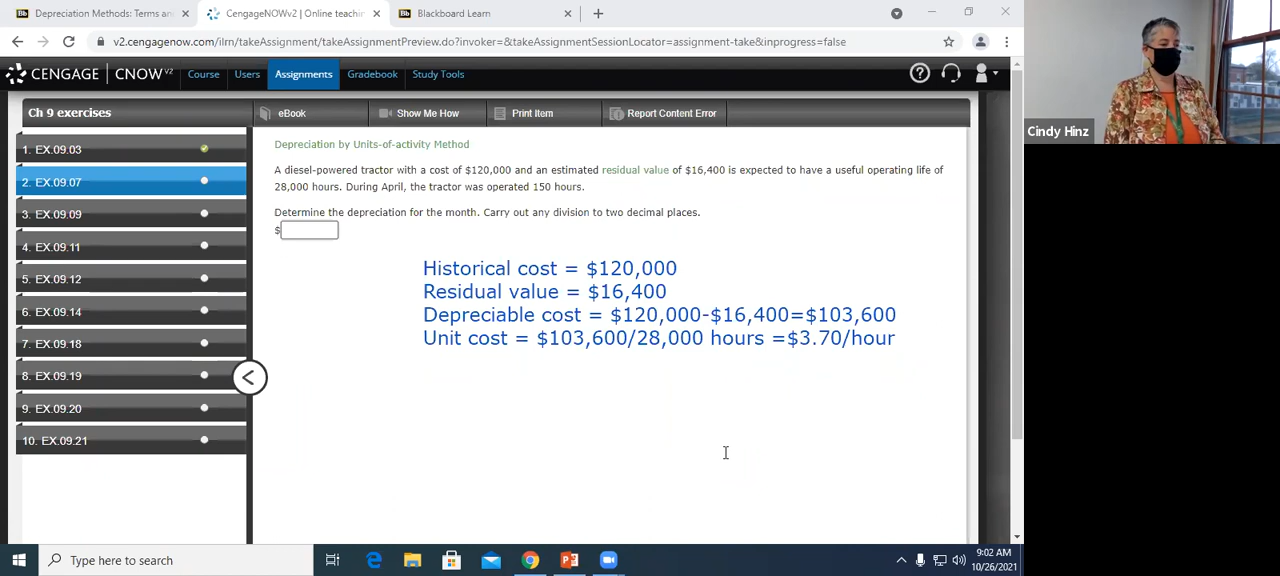 Depreciation Methods: Terms an
CengageNOWv2 | Online teachin
Blackboard Learn
v2.cengagenow.com/ilrn/takeAssignment/takeAssignmentPreview.do?invoker=&takeAssignmentSessionLocator=assignment-take&inprogress=false
CENGAGE | CNOWv2
Course
Users
Assignments
Gradebook
Study Tools
Ch 9 exercises
eBook
Show Me How
Print Item
Report Content Error
1. EX.09.03
2. EX.09.07
3. EX.09.09
4. EX.09.11
5. EX.09.12
6. EX.09.14
7. EX.09.18
8. EX.09.19
9. EX.09.20
10. EX.09.21
Depreciation by Units-of-activity Method
A diesel-powered tractor with a cost of $120,000 and an estimated residual value of $16,400 is expected to have a useful operating life of
28,000 hours. During April, the tractor was operated 150 hours.
Determine the depreciation for the month. Carry out any division to two decimal places.
$
Historical cost = $120,000
Residual value = $16,400
Depreciable cost = $120,000-$16,400=$103,600
Unit cost = $103,600/28,000 hours =$3.70/hour
Cindy Hinz
Type here to search
9:02 AM
10/26/2021